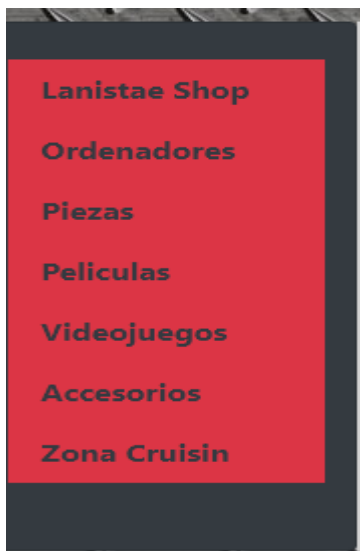 Lanistae Shop
Ordenadores
Piezas
Peliculas
Videojuegos
Accesorios
Zona Cruisin